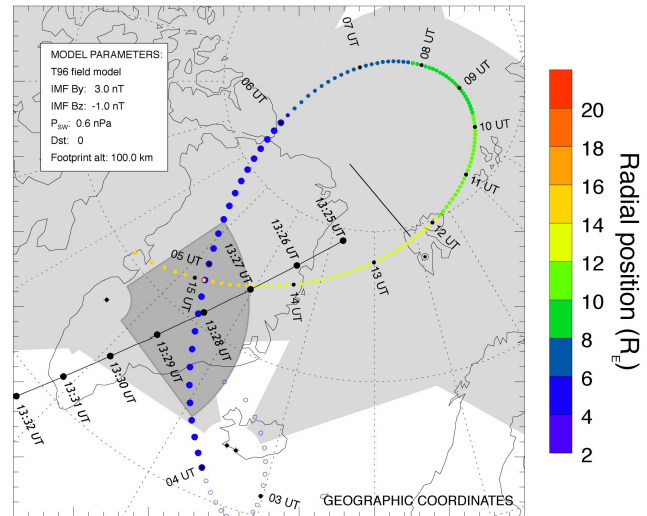 MODEL PARAMETERS:
T96 field model
IMF By: 3.0 nT
IMF Bz: -1.0 nT
PSW: 0.6 nPa
Dst: 0
Footprint alt: 100.0 km
07 UT
08 UT
09 UT
10 UT
11 UT
12 UT
13 UT
14 UT
15 UT
06 UT
05 UT
04 UT
03 UT
13:25 UT
13:26 UT
13:27 UT
13:28 UT
13:29 UT
13:30 UT
13:31 UT
13:32 UT
GEOGRAPHIC COORDINATES
20
18
16
14
12
10
8
6
4
2
Radial position (RE)